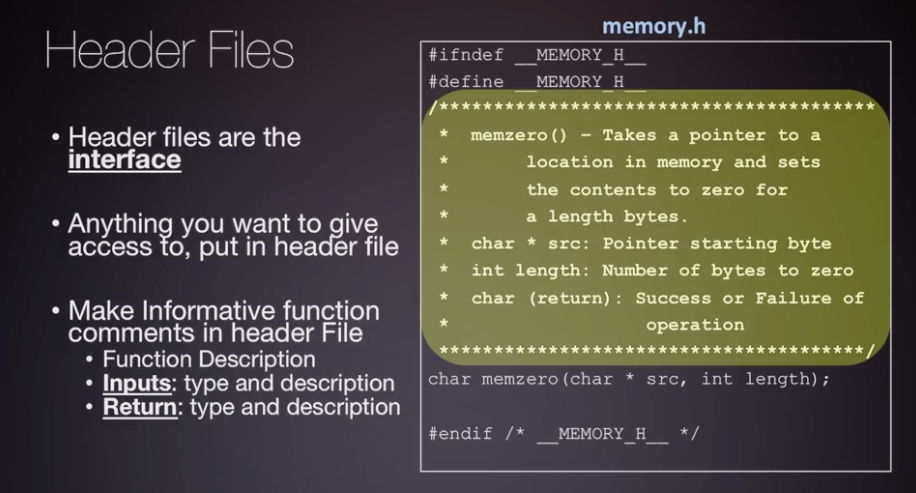 Header Files
• Header files are the
interface
• Anything you want to give
access to, put in header file
• Make Informative function
comments in header File
• Function Description
• Inputs: type and description
• Return: type and description
memory.h
#ifndef __MEMORY_H__
#define __MEMORY_H__
/****************************************
* memzero() – Takes a pointer to a
* location in memory and sets
* the contents to zero for
* a length bytes.
* char * src: Pointer starting byte
* int length: Number of bytes to zero
* char (return): Success or Failure of
* operation
***************************************/
char memzero(char * src, int length);
#endif /* __MEMORY_H__ */